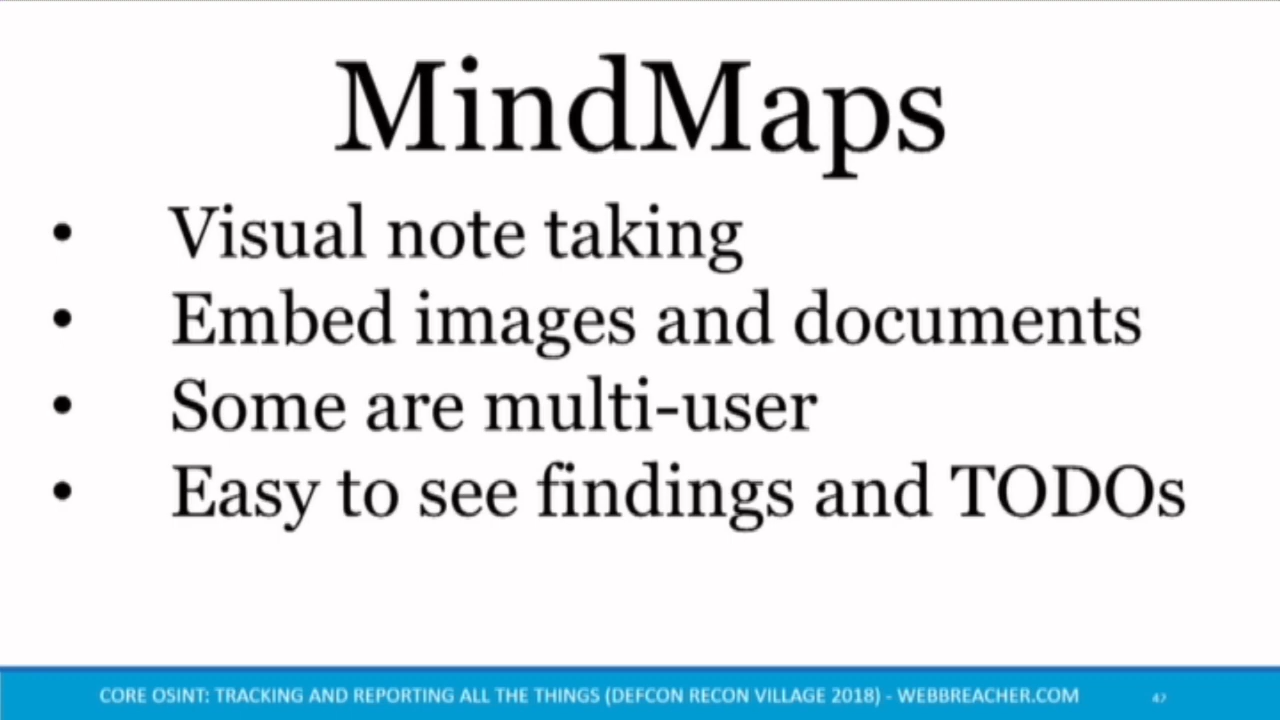 MindMaps
• Visual note taking
• Embed images and documents
• Some are multi-user
• Easy to see findings and TODOs
CORE OSINT: TRACKING AND REPORTING ALL THE THINGS (DEFCON RECON VILLAGE 2018) - WEBBREACHER.COM 47